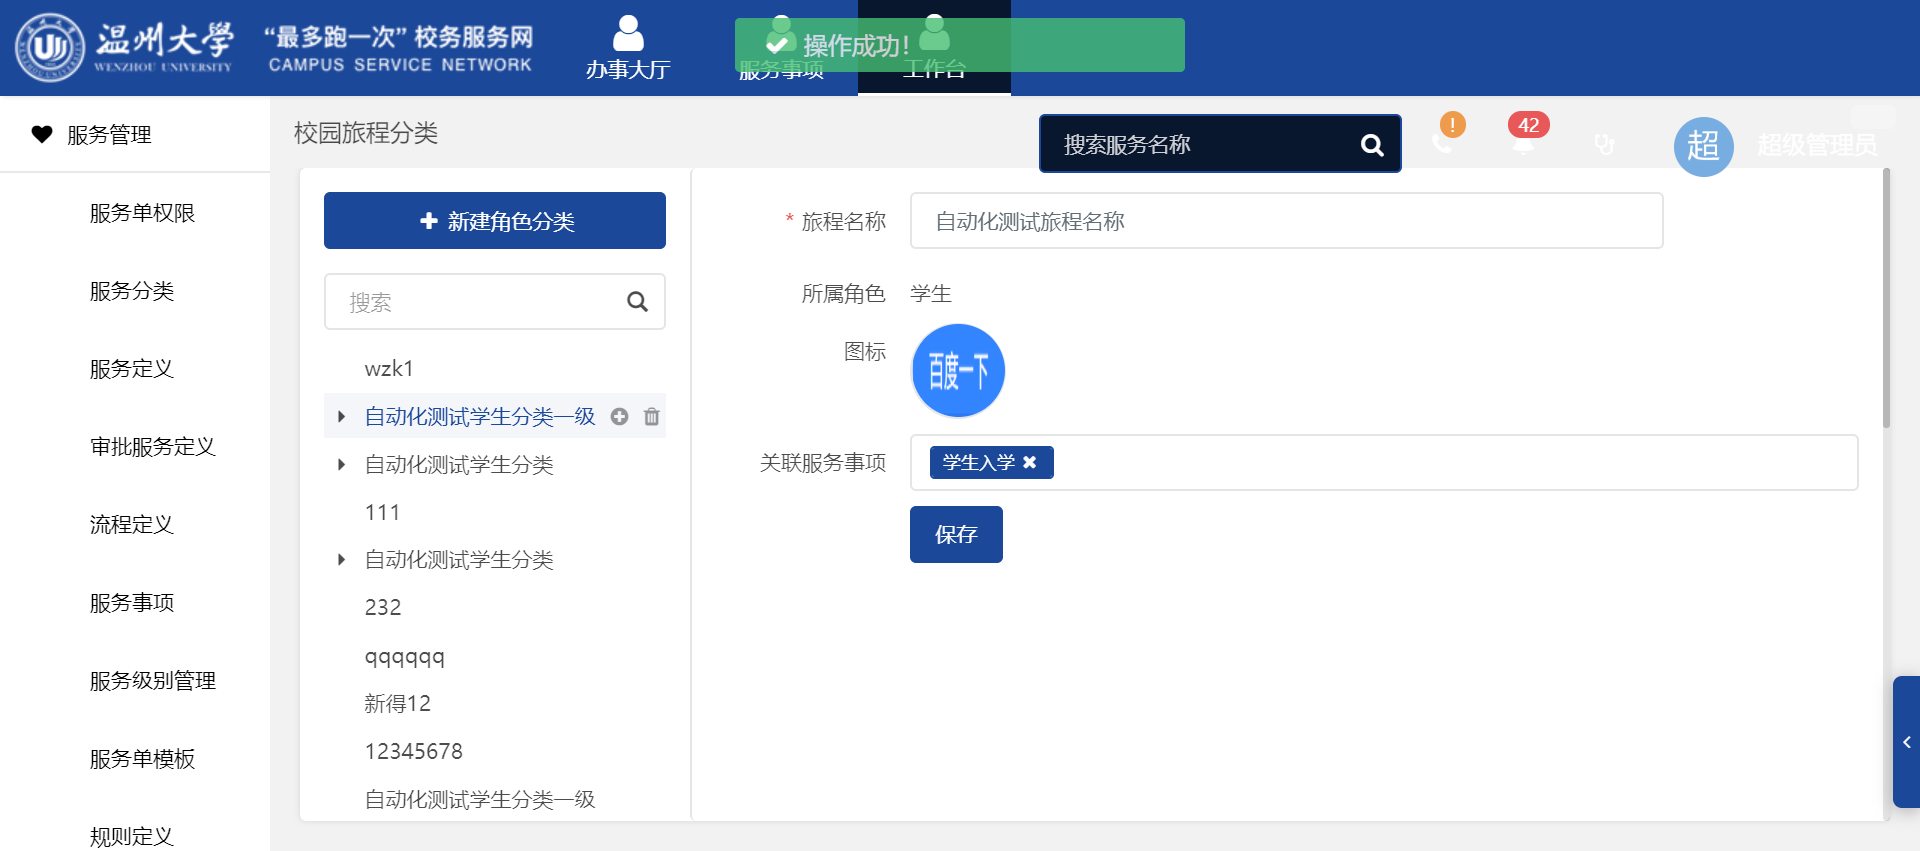 温州大学
WENZHOU UNIVERSITY
“最多跑一次” 校务服务网
CAMPUS SERVICE NETWORK
办事大厅
服务事项
工作台
操作成功！
服务管理
服务单权限
服务分类
服务定义
审批服务定义
流程定义
服务事项
服务级别管理
服务单模板
规则定义
校园旅程分类
搜索服务名称
!
42
超
超级管理员
新建角色分类
搜索
wzk1
自动化测试学生分类一级
自动化测试学生分类
111
自动化测试学生分类
232
qqqqqq
新得12
12345678
自动化测试学生分类一级
* 旅程名称
自动化测试旅程名称
所属角色
学生
图标
百度一下
关联服务事项
学生入学
保存